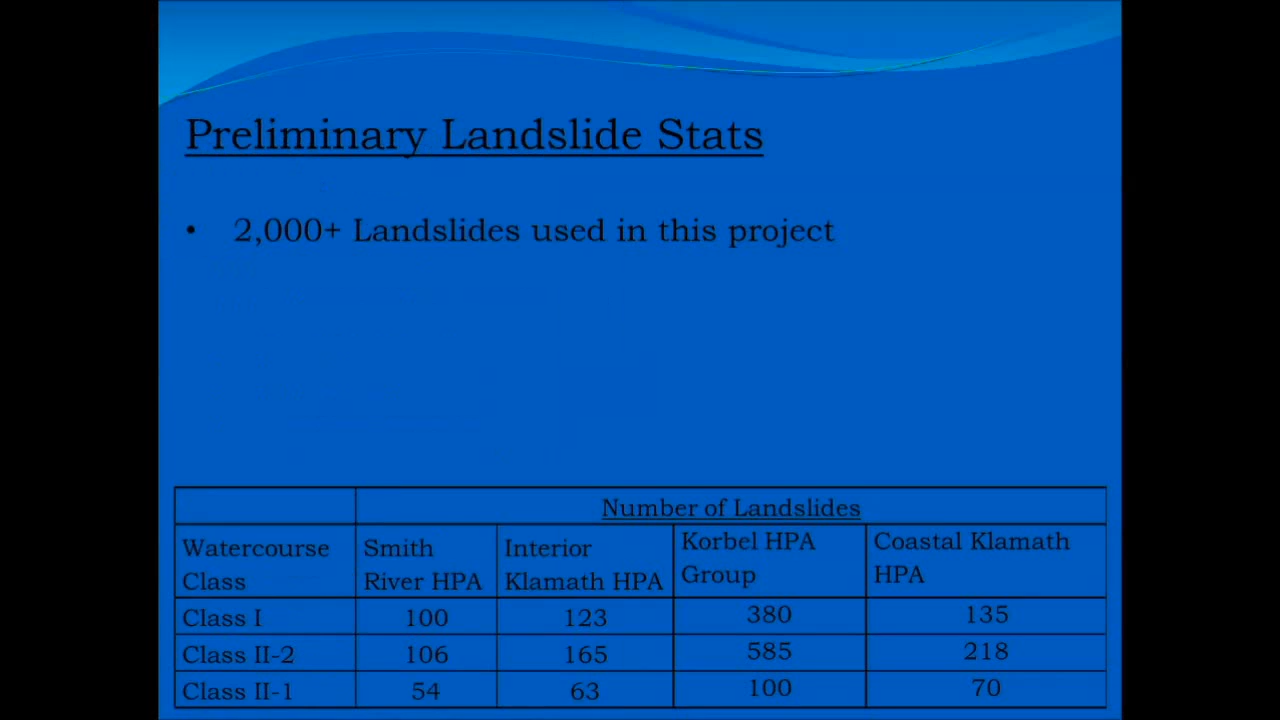 Preliminary Landslide Stats
• 2,000+ Landslides used in this project
Number of Landslides
Watercourse Class Smith River HPA Interior Klamath HPA Korbel HPA Group Coastal Klamath HPA
Class I 100 123 380 135
Class II-2 106 165 585 218
Class II-1 54 63 100 70